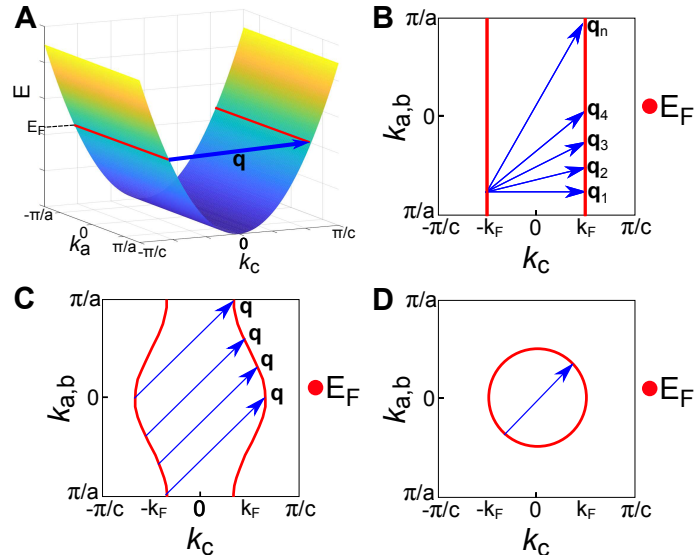 A
E
E_F
q
-π/a
0
k_a
π/a
-π/c
0
k_c
π/c
B
π/a
q_n
k_a,b
0
q_4
E_F
q_3
q_2
q_1
π/a
-π/c
-k_F
0
k_F
π/c
k_c
C
π/a
q
q
q
k_a,b
0
q
E_F
π/a
-π/c
-k_F
0
k_F
π/c
k_c
D
π/a
k_a,b
0
E_F
π/a
-π/c
-k_F
0
k_F
π/c
k_c